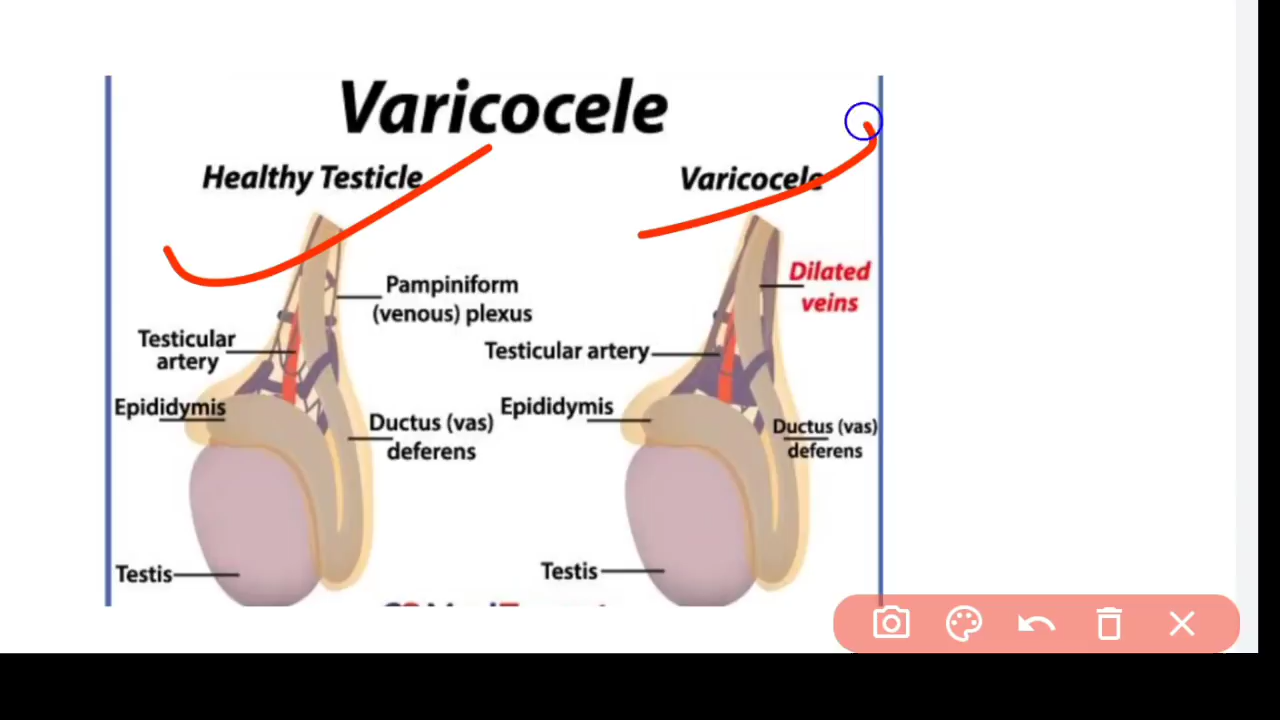 Varicocele
Healthy Testicle
Varicocele
Pampiniform
(venous) plexus
Testicular
artery
Epididymis
Ductus (vas)
deferens
Testis
Dilated
veins
Testicular artery
Epididymis
Ductus (vas)
deferens
Testis